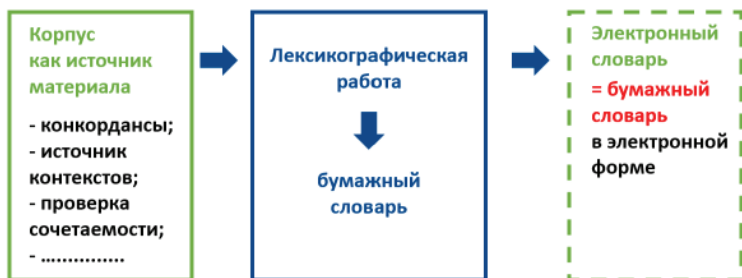 Корпус
как источник
материала
- конкордансы;
- источник
контекстов;
- проверка
сочетаемости;
- ….............
Лексикографическая
работа
бумажный
словарь
Электронный
словарь
= бумажный
словарь
в электронной
форме